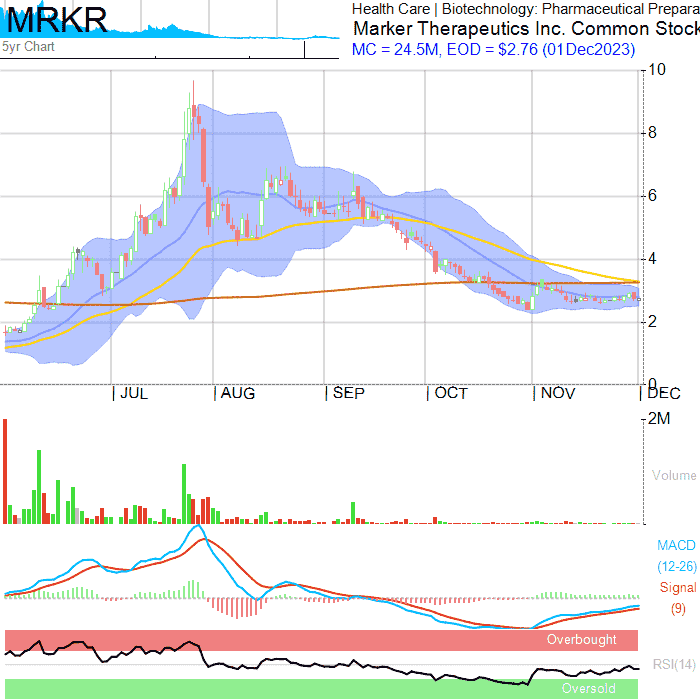 MRKR
Health Care | Biotechnology: Pharmaceutical Prepara
Marker Therapeutics Inc. Common Stock
MC = 24.5M, EOD = $2.76 (01Dec2023)
5yr Chart
10
8
6
4
2
0
JUL
AUG
SEP
OCT
NOV
DEC
2M
Volume
MACD
(12-26)
Signal
(9)
Overbought
RSI(14)
Oversold